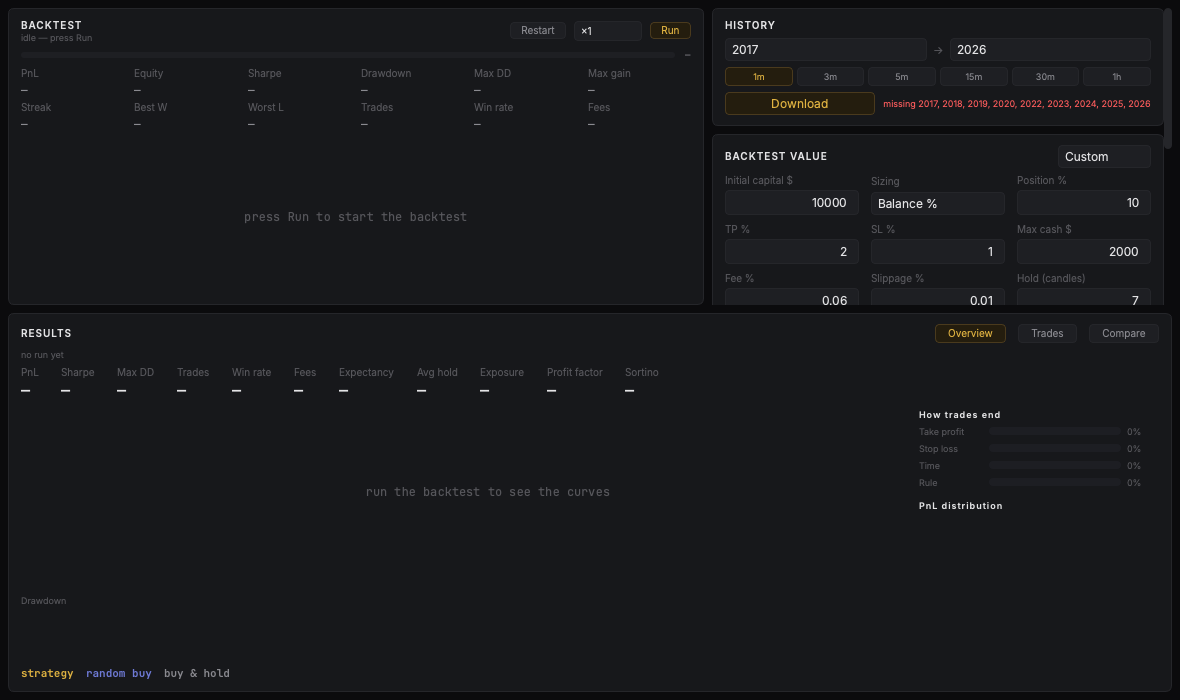 BACKTEST
idle — press Run
Restart ×1 Run
–
PnL Equity Sharpe Drawdown Max DD Max gain
– – – – – –
Streak Best W Worst L Trades Win rate Fees
– – – – – –
press Run to start the backtest
HISTORY
2017 → 2026
1m 3m 5m 15m 30m 1h
Download missing 2017, 2018, 2019, 2020, 2022, 2023, 2024, 2025, 2026
BACKTEST VALUE Custom
Initial capital $ Sizing Position %
10000 Balance % 10
TP % SL % Max cash $
2 1 2000
Fee % Slippage % Hold (candles)
0.06 0.01 7
RESULTS Overview Trades Compare
no run yet
PnL Sharpe Max DD Trades Win rate Fees Expectancy Avg hold Exposure Profit factor Sortino
– – – – – – – – – – –
run the backtest to see the curves
How trades end
Take profit 0%
Stop loss 0%
Time 0%
Rule 0%
PnL distribution
Drawdown
strategy random buy buy & hold